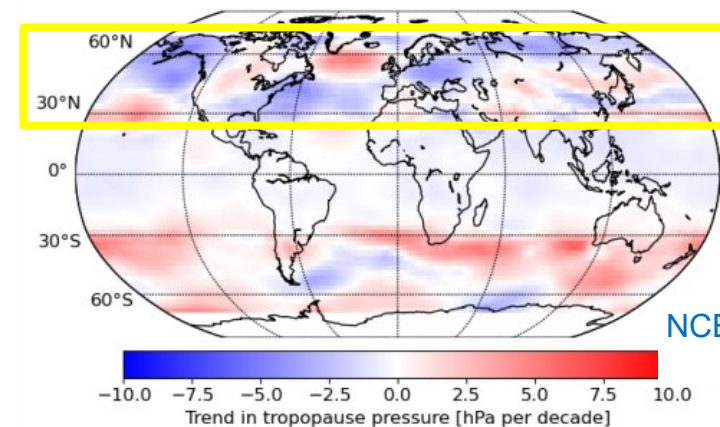 60°N
30°N
0°
30°S
60°S
−10.0 −7.5 −5.0 −2.5 0.0 2.5 5.0 7.5 10.0
Trend in tropopause pressure [hPa per decade]